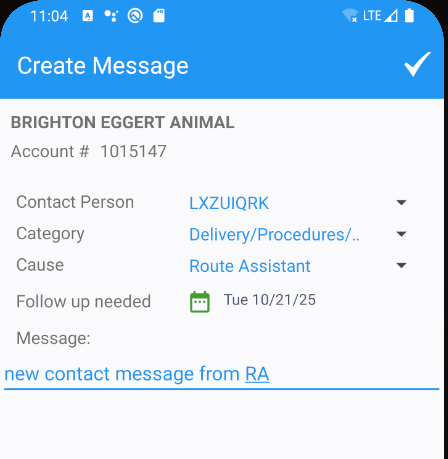 11:04 LTE
Create Message
BRIGHTON EGGERT ANIMAL
Account # 1015147
Contact Person LXZUIQRK
Category Delivery/Procedures/..
Cause Route Assistant
Follow up needed Tue 10/21/25
Message:
new contact message from RA